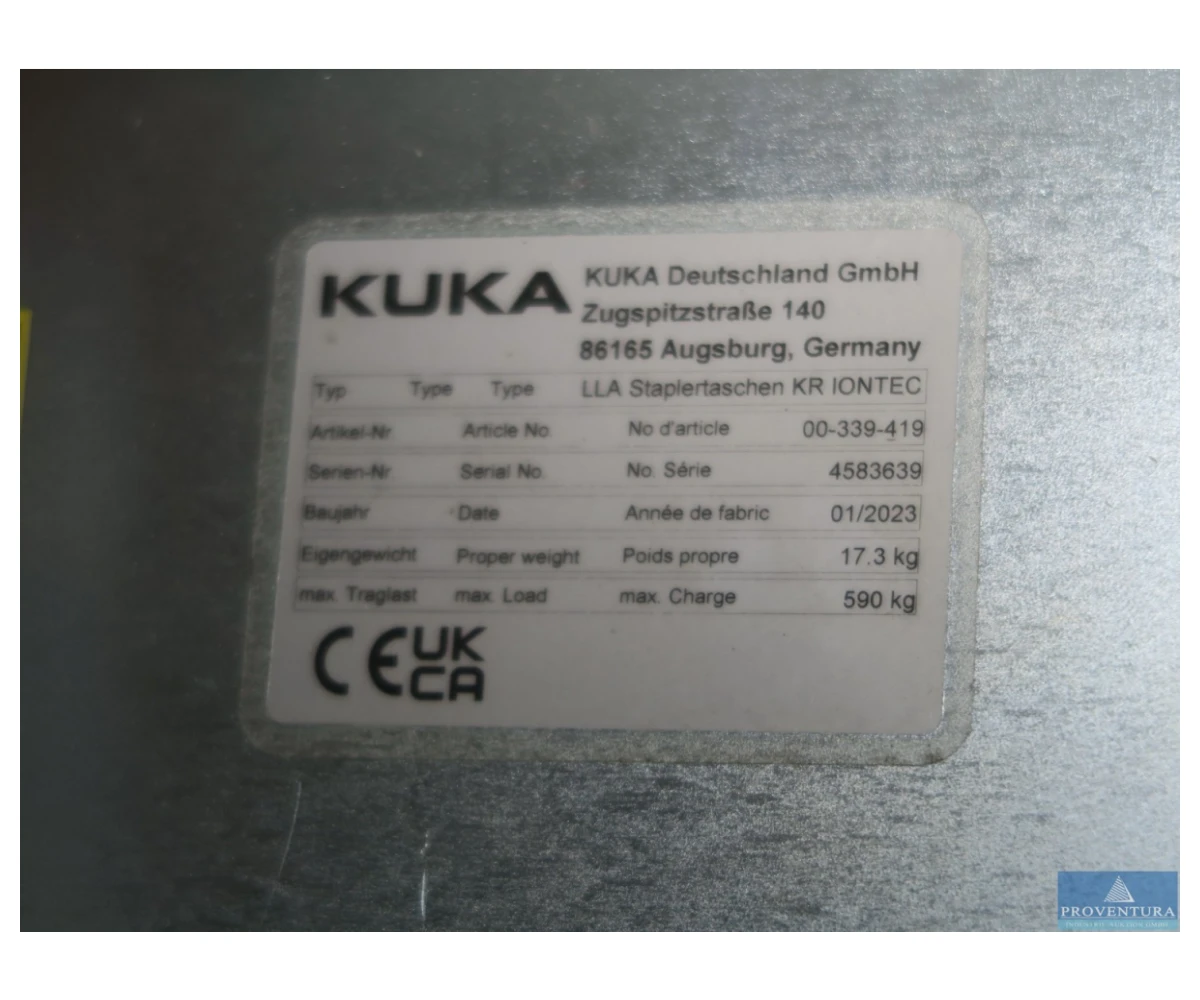 KUKA
KUKA Deutschland GmbH
Zugspitzstraße 140
86165 Augsburg, Germany
Typ Type Type LLA Staplertaschen KR IONTEC
Artikel-Nr Article No. No d'article 00-339-419
Serien-Nr Serial No. No. Série 4583639
Baujahr Date Année de fabric 01/2023
Eigengewicht Proper weight Poids propre 17.3 kg
max. Traglast max. Load max. Charge 590 kg
CE UK
CA
PROVENTURA